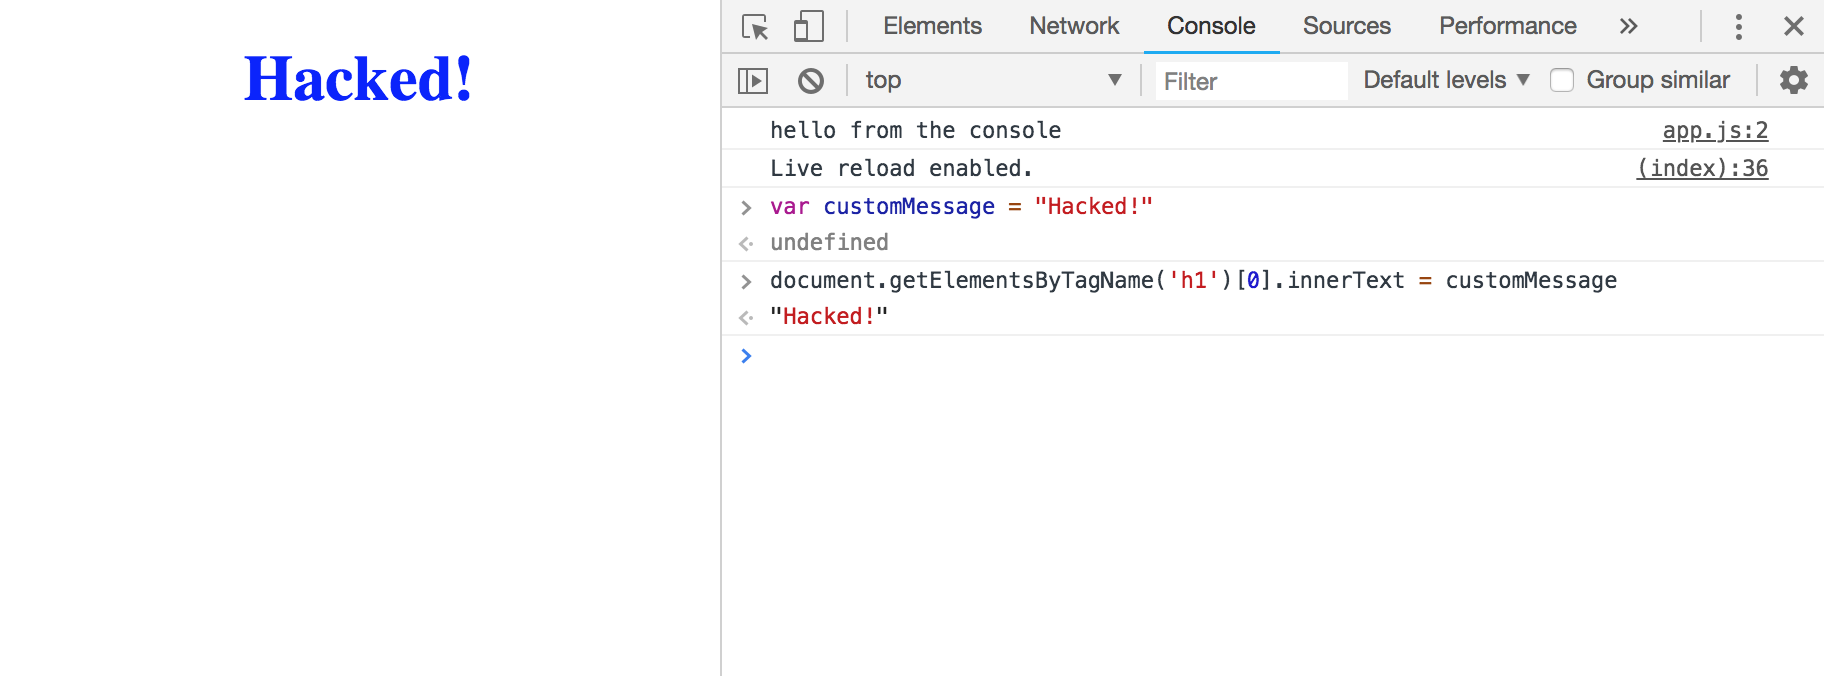 Hacked!
Elements Network Console Sources Performance
top Filter Default levels Group similar
hello from the console app.js:2
Live reload enabled. (index):36
> var customMessage = "Hacked!"
undefined
> document.getElementsByTagName('h1')[0].innerText = customMessage
"Hacked!"
>